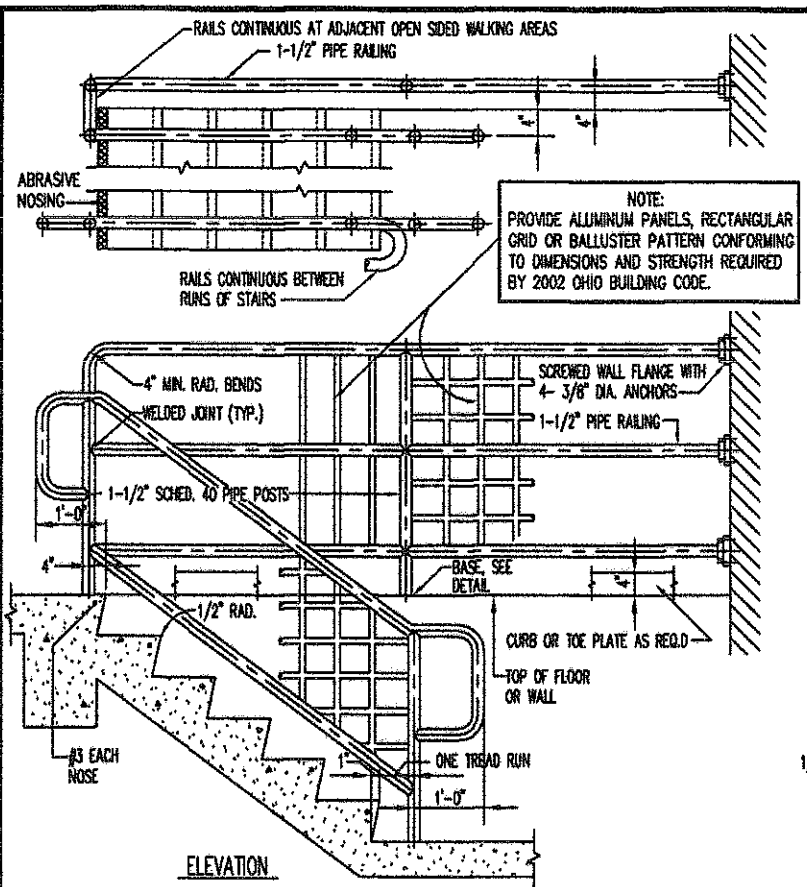 RAILS CONTINUOUS AT ADJACENT OPEN SIDED WALKING AREAS
1-1/2" PIPE RAILING
4"
4"
ABRASIVE
NOSING
RAILS CONTINUOUS BETWEEN
RUNS OF STAIRS
NOTE:
PROVIDE ALUMINUM PANELS, RECTANGULAR
GRID OR BALLUSTER PATTERN CONFORMING
TO DIMENSIONS AND STRENGTH REQUIRED
BY 2002 OHIO BUILDING CODE.
4" MIN. RAD. BENDS
WELDED JOINT (TYP.)
SCREWED WALL FLANGE WITH
4- 3/8" DIA. ANCHORS
1-1/2" PIPE RAILING
1-1/2" SCHED. 40 PIPE POSTS
1'-0"
4"
BASE, SEE
DETAIL
4"
1/2" RAD.
CURB OR TOE PLATE AS REQ.D
TOP OF FLOOR
OR WALL
#3 EACH
NOSE
1"
ONE TREAD RUN
1'-0"
ELEVATION